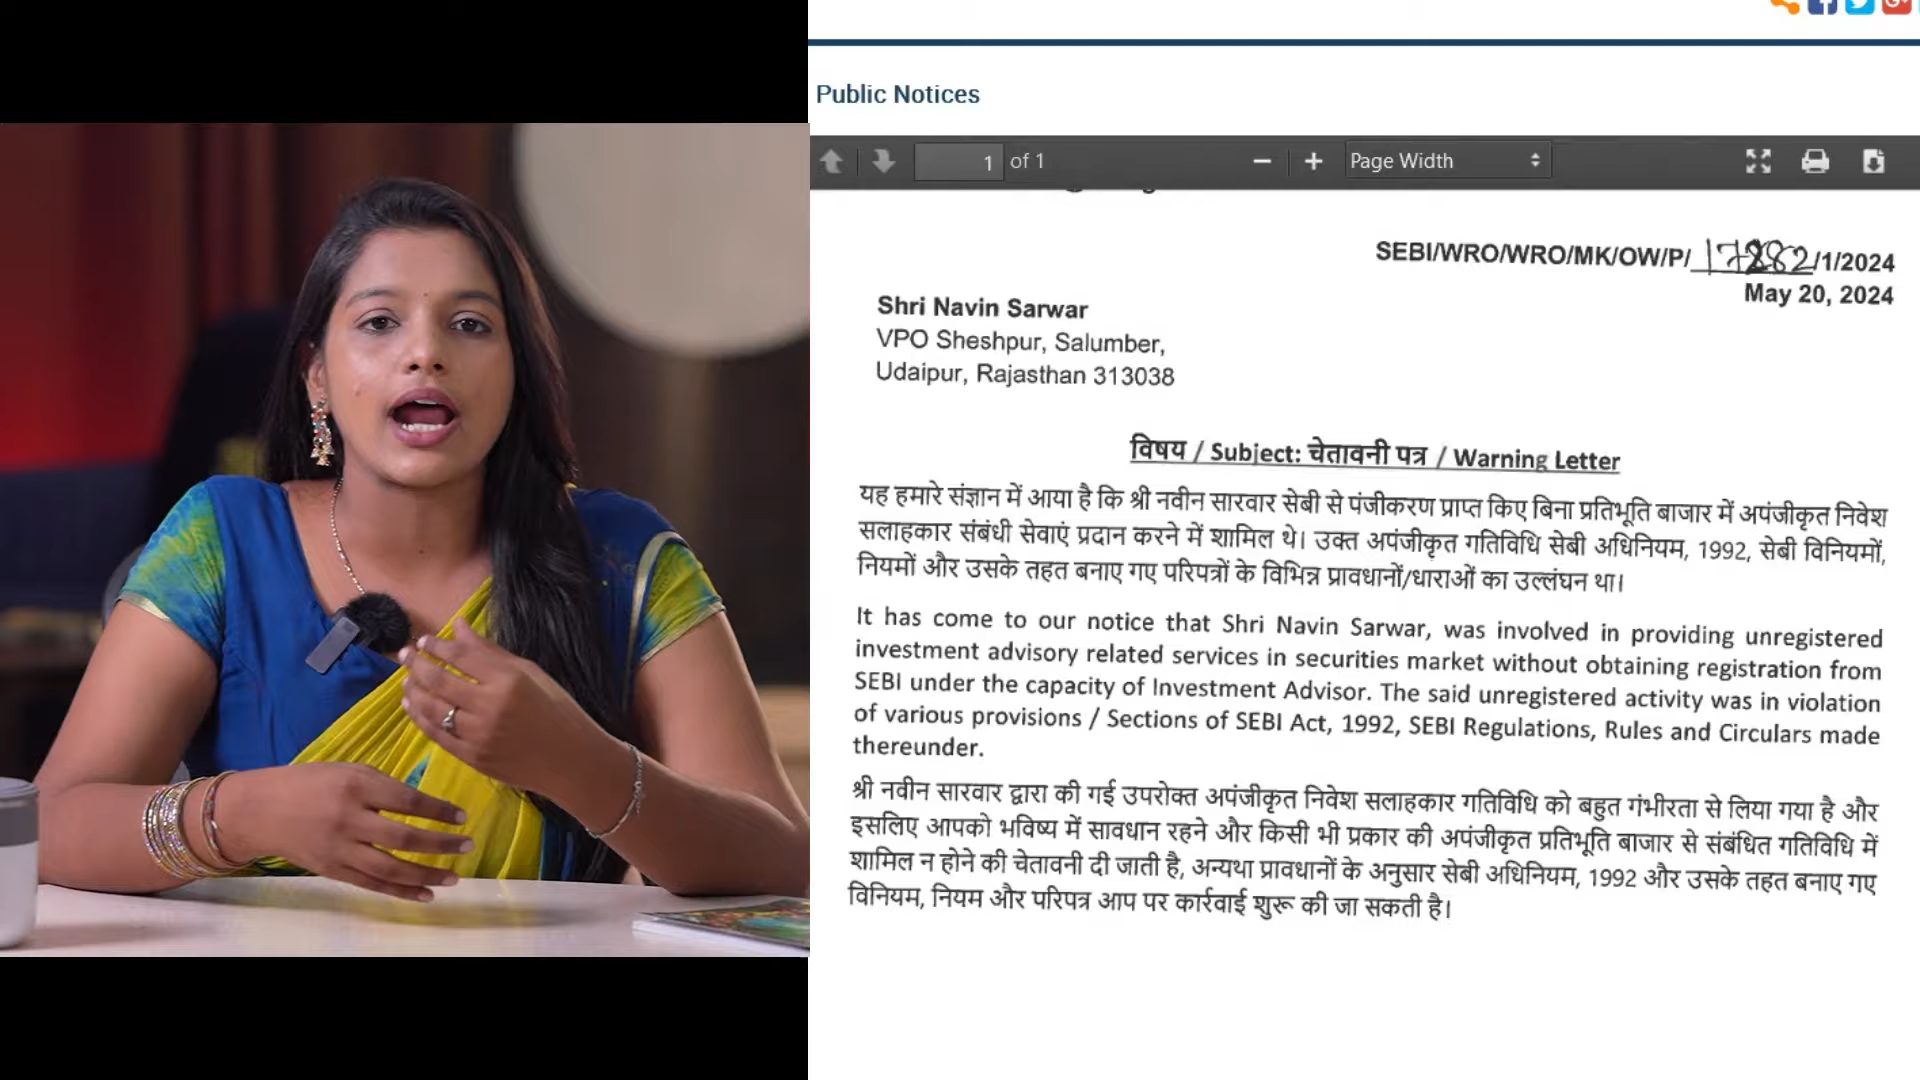 Public Notices
1 of 1
Page Width
SEBI/WRO/WRO/MK/OW/P/ 17882/1/2024
May 20, 2024
Shri Navin Sarwar
VPO Sheshpur, Salumber,
Udaipur, Rajasthan 313038
विषय / Subject: चेतावनी पत्र / Warning Letter
यह हमारे संज्ञान में आया है कि श्री नवीन सारवार सेबी से पंजीकरण प्राप्त किए बिना प्रतिभूति बाजार में अपंजीकृत निवेश
सलाहकार संबंधी सेवाएं प्रदान करने में शामिल थे। उक्त अपंजीकृत गतिविधि सेबी अधिनियम, 1992, सेबी विनियमों,
नियमों और उसके तहत बनाए गए परिपत्रों के विभिन्न प्रावधानों/धाराओं का उल्लंघन था।
It has come to our notice that Shri Navin Sarwar, was involved in providing unregistered
investment advisory related services in securities market without obtaining registration from
SEBI under the capacity of Investment Advisor. The said unregistered activity was in violation
of various provisions / Sections of SEBI Act, 1992, SEBI Regulations, Rules and Circulars made
thereunder.
श्री नवीन सारवार द्वारा की गई उपरोक्त अपंजीकृत निवेश सलाहकार गतिविधि को बहुत गंभीरता से लिया गया है और
इसलिए आपको भविष्य में सावधान रहने और किसी भी प्रकार की अपंजीकृत प्रतिभूति बाजार से संबंधित गतिविधि में
शामिल न होने की चेतावनी दी जाती है, अन्यथा प्रावधानों के अनुसार सेबी अधिनियम, 1992 और उसके तहत बनाए गए
विनियम, नियम और परिपत्र आप पर कार्रवाई शुरू की जा सकती है।